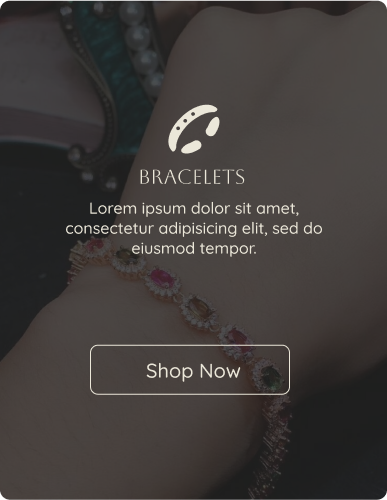 BRACELETS
Lorem ipsum dolor sit amet,
consectetur adipisicing elit, sed do
eiusmod tempor.
Shop Now